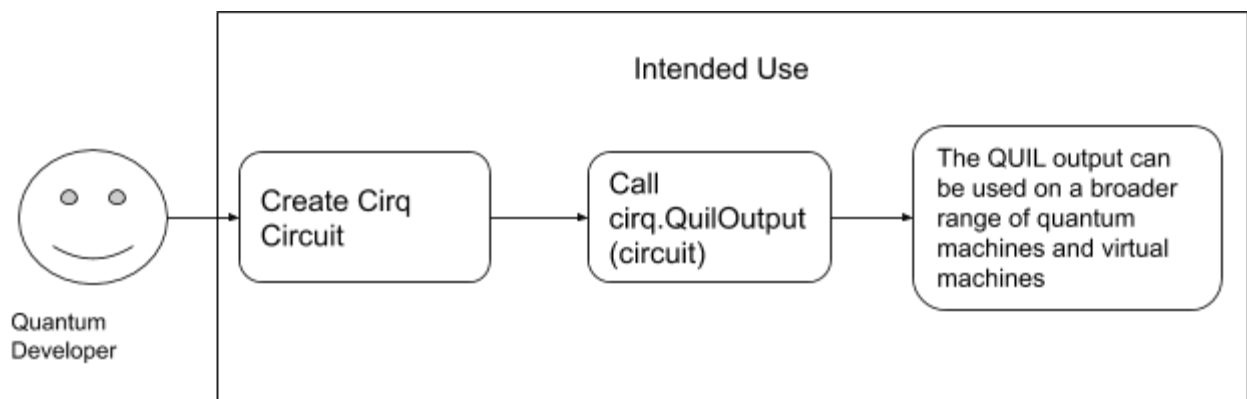 Intended Use
Quantum
Developer
Create Cirq
Circuit
Call
cirq.QuilOutput
(circuit)
The QUIL output can
be used on a broader
range of quantum
machines and virtual
machines